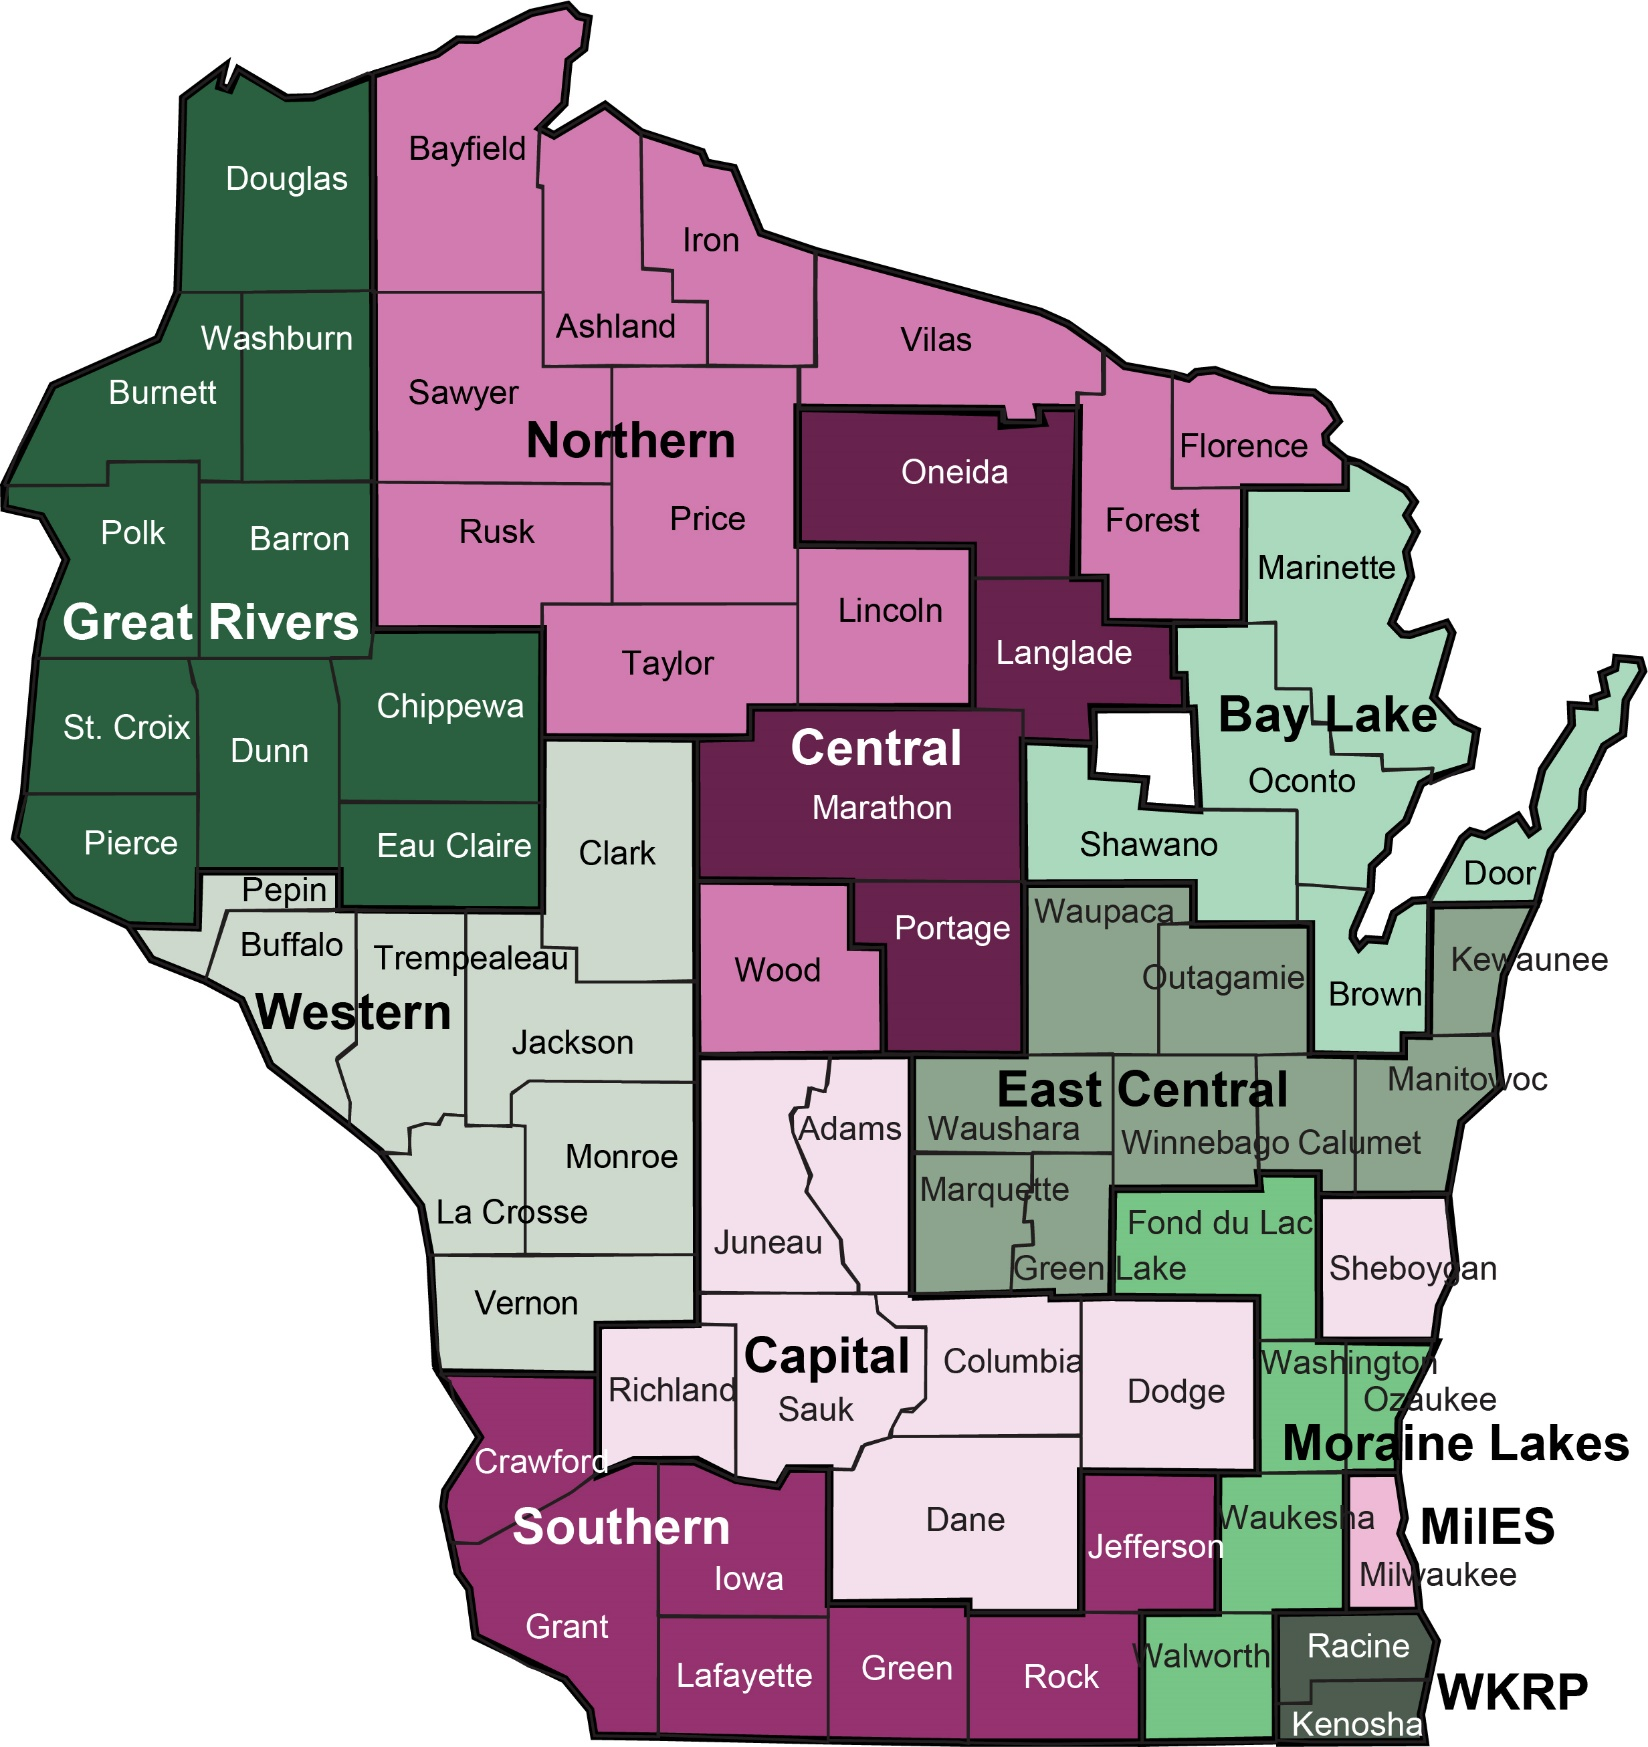 Bayfield
Douglas
Iron
Ashland
Washburn
Vilas
Burnett
Sawyer
Northern
Florence
Oneida
Price
Forest
Polk
Barron
Rusk
Marinette
Lincoln
Great Rivers
Langlade
Taylor
Chippewa
St. Croix
Bay Lake
Dunn
Central
Oconto
Marathon
Pierce
Eau Claire
Clark
Shawano
Door
Pepin
Waupaca
Portage
Buffalo
Trempealeau
Kewaunee
Wood
Outagamie
Brown
Western
Jackson
East Central
Manitowoc
Adams
Waushara
Winnebago
Calumet
Monroe
Marquette
La Crosse
Fond du Lac
Juneau
Green Lake
Sheboygan
Vernon
Capital
Columbia
Washington
Richland
Dodge
Ozaukee
Sauk
Moraine Lakes
Crawford
Southern
Dane
Waukesha
MilES
Jefferson
Iowa
Milwaukee
Grant
Racine
Walworth
Lafayette
Green
Rock
WKRP
Kenosha